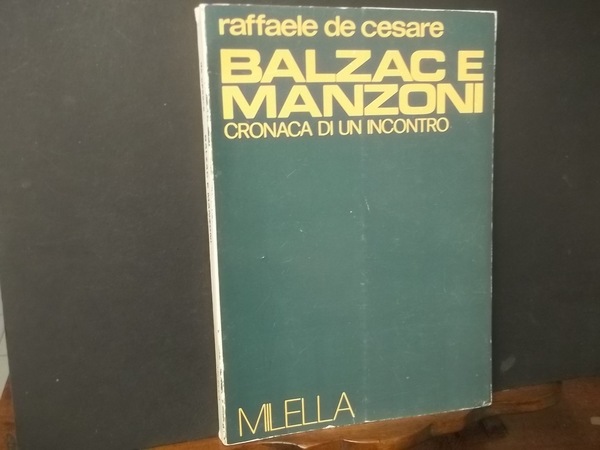 raffaele de cesare
BALZAC E
MANZONI
CRONACA DI UN INCONTRO
MILELLA